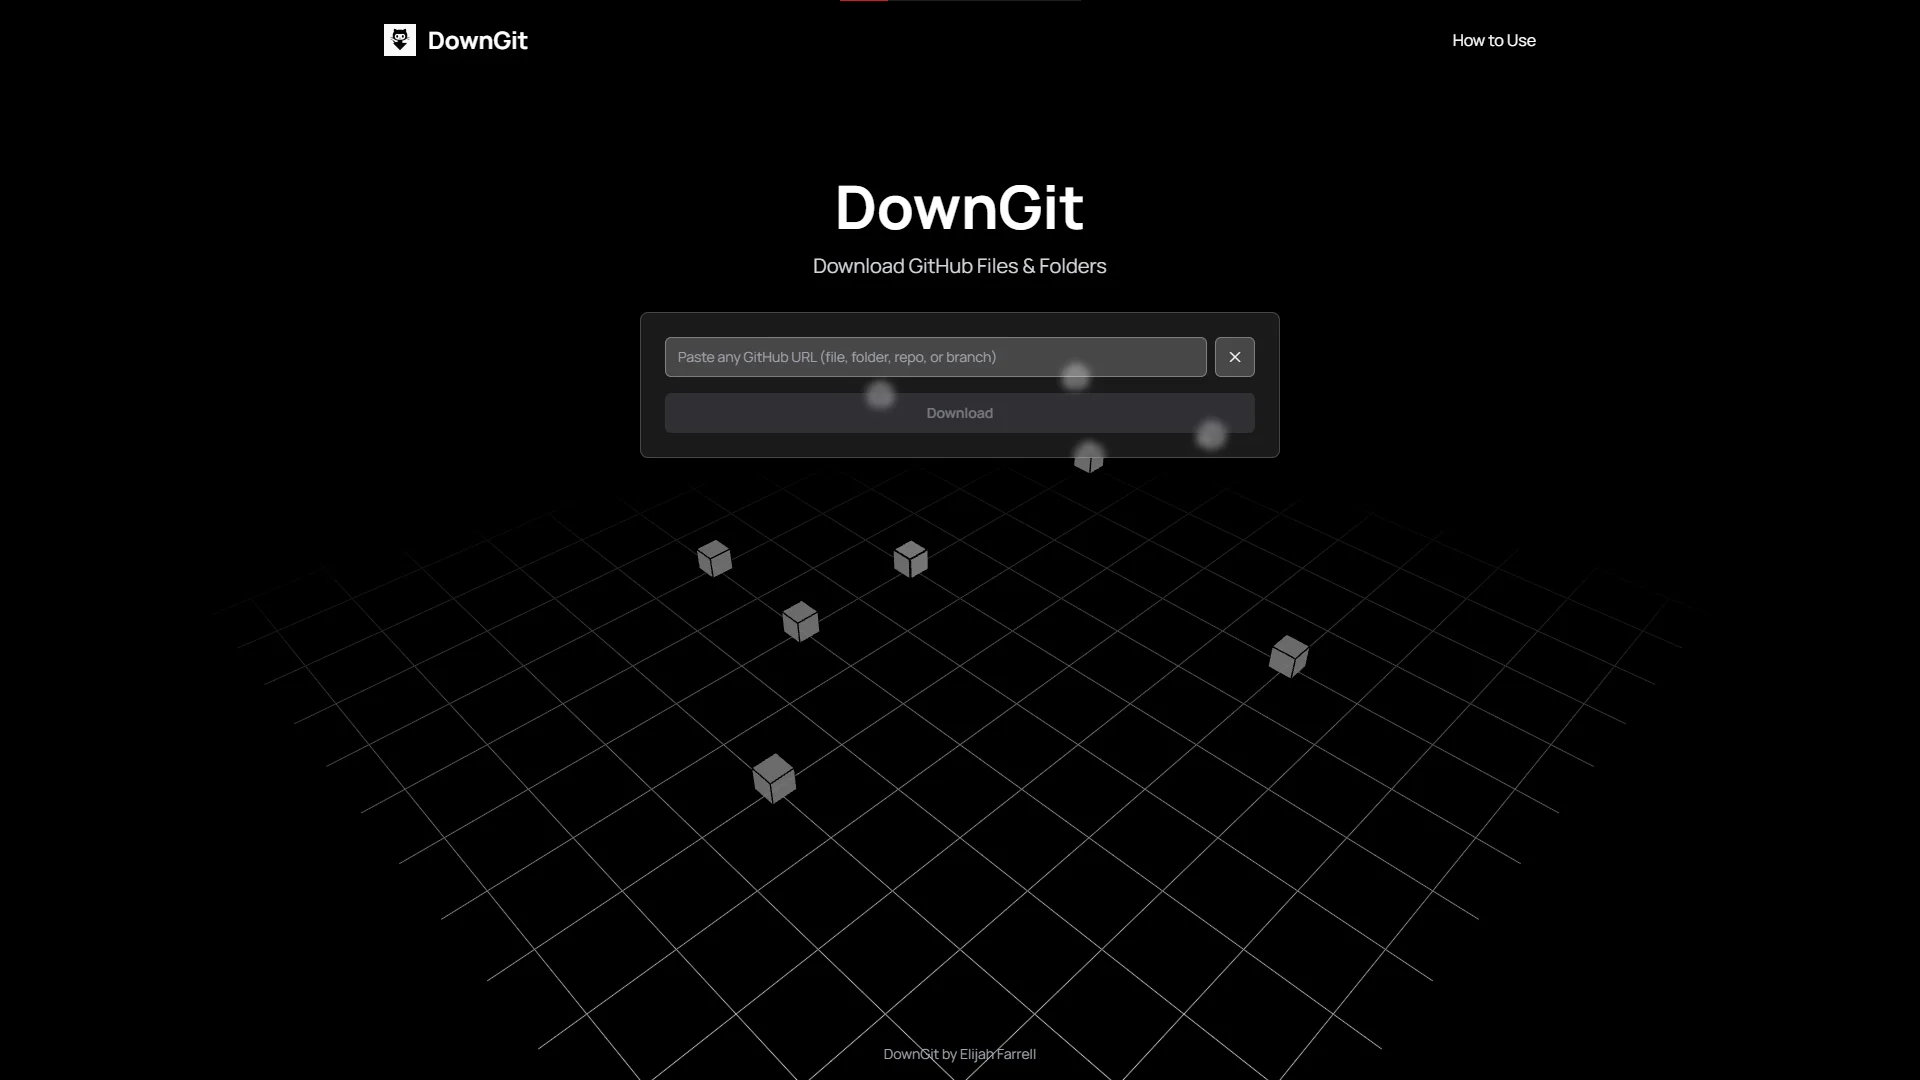 DownGit
How to Use
DownGit
Download GitHub Files & Folders
Paste any GitHub URL (file, folder, repo, or branch)
Download
DownGit by Elijah Farrell